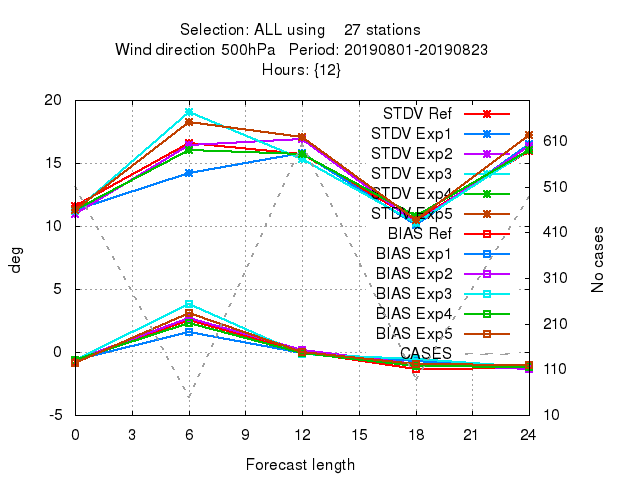 Selection: ALL using 27 stations
Wind direction 500hPa Period: 20190801-20190823
Hours: {12}
20
15
10
5
0
-5
deg
610
510
410
310
210
110
10
No cases
STDV Ref
STDV Exp1
STDV Exp2
STDV Exp3
STDV Exp4
STDV Exp5
BIAS Ref
BIAS Exp1
BIAS Exp2
BIAS Exp3
BIAS Exp4
BIAS Exp5
CASES
0 3 6 9 12 15 18 21 24
Forecast length